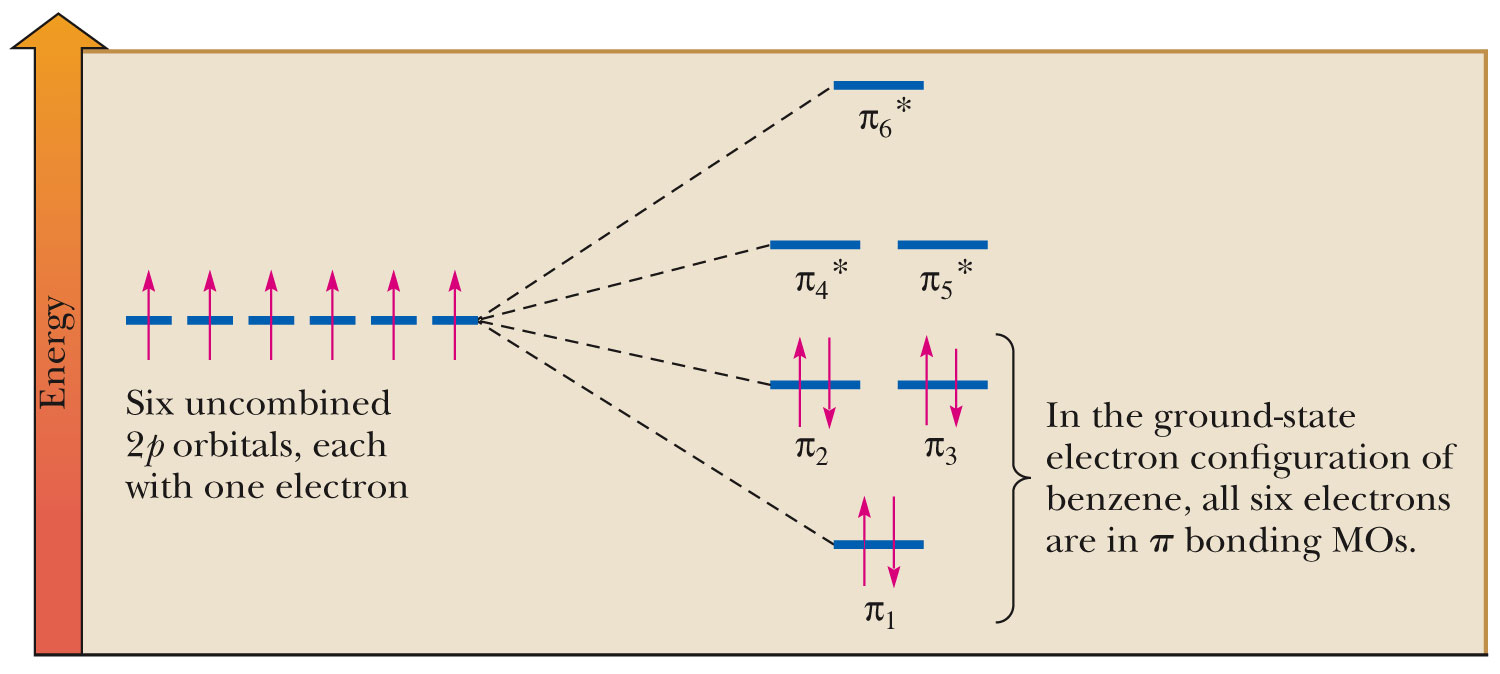 Energy
π6*
π4* π5*
Six uncombined
2p orbitals, each
with one electron
π2 π3
π1
In the ground-state
electron configuration of
benzene, all six electrons
are in π bonding MOs.